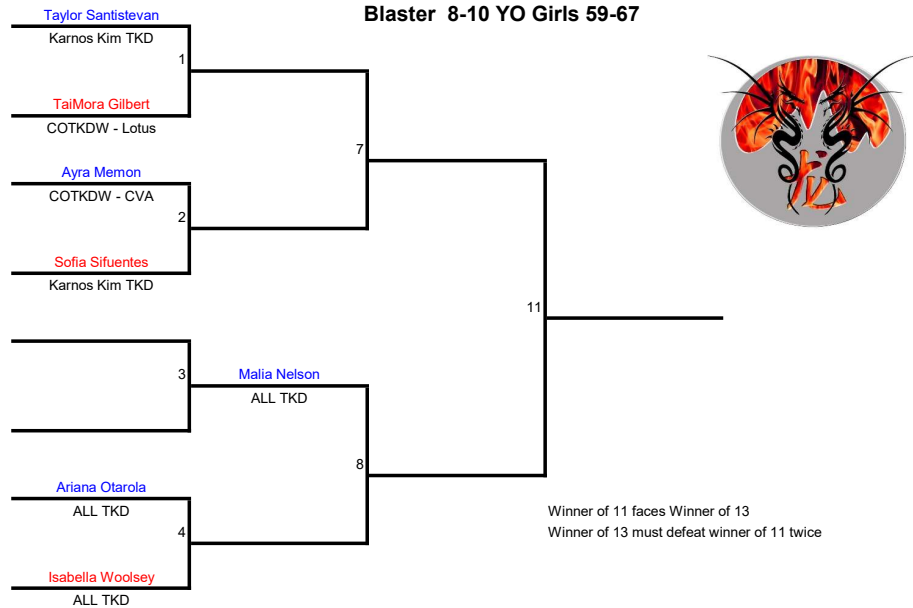 Blaster 8-10 YO Girls 59-67
Taylor Santistevan
Karnos Kim TKD
1
TaiMora Gilbert
COTKDW - Lotus
7
Ayra Memon
COTKDW - CVA
2
Sofia Sifuentes
Karnos Kim TKD
11
3
Malia Nelson
ALL TKD
8
Ariana Otarola
ALL TKD
4
Isabella Woolsey
ALL TKD
Winner of 11 faces Winner of 13
Winner of 13 must defeat winner of 11 twice